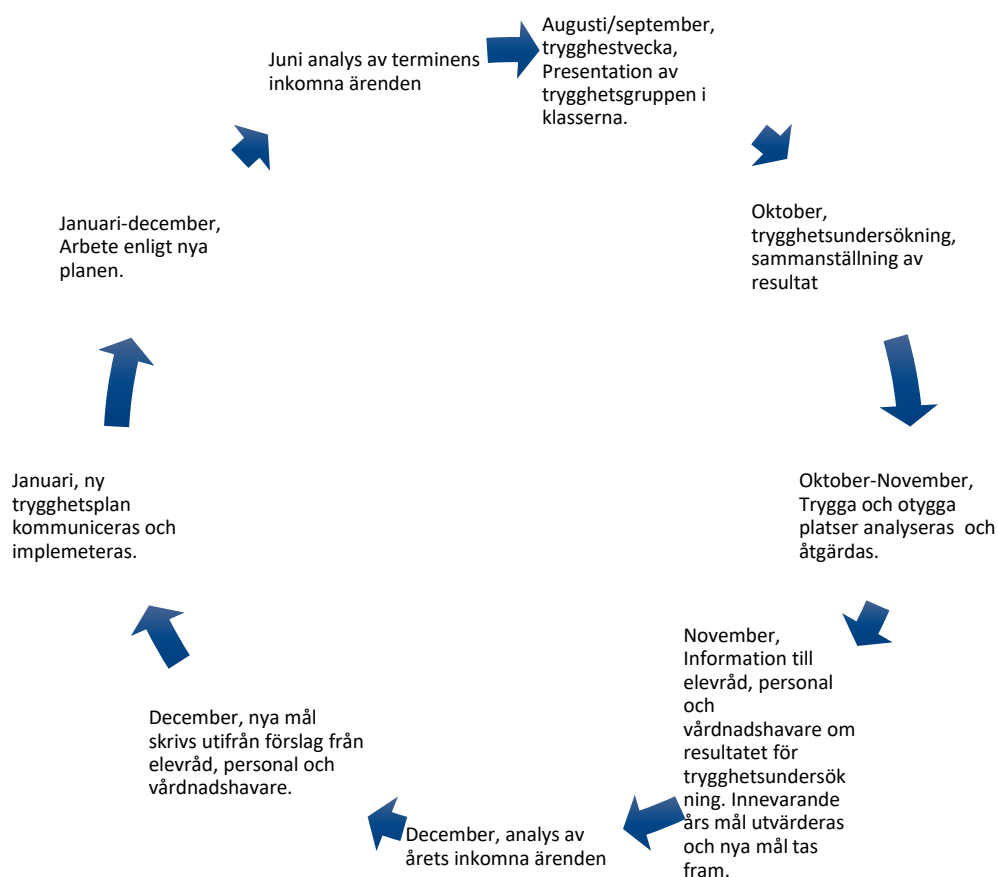 Juni analys av terminens
inkomna ärenden
Augusti/september,
trygghestvecka,
Presentation av
trygghetsgruppen i
klasserna.
Oktober,
trygghetsundersökning,
sammanställning av
resultat
Oktober-November,
Trygga och otygga
platser analyseras och
åtgärdas.
November,
Information till
elevråd, personal
och
vårdnadshavare om
resultatet för
trygghetsundersök
ning. Innevarande
års mål utvärderas
och nya mål tas
fram.
December, analys av
årets inkomna ärenden
December, nya mål
skrivs utifrån förslag från
elevråd, personal och
vårdnadshavare.
Januari, ny
trygghetsplan
kommuniceras och
implemeteras.
Januari-december,
Arbete enligt nya
planen.